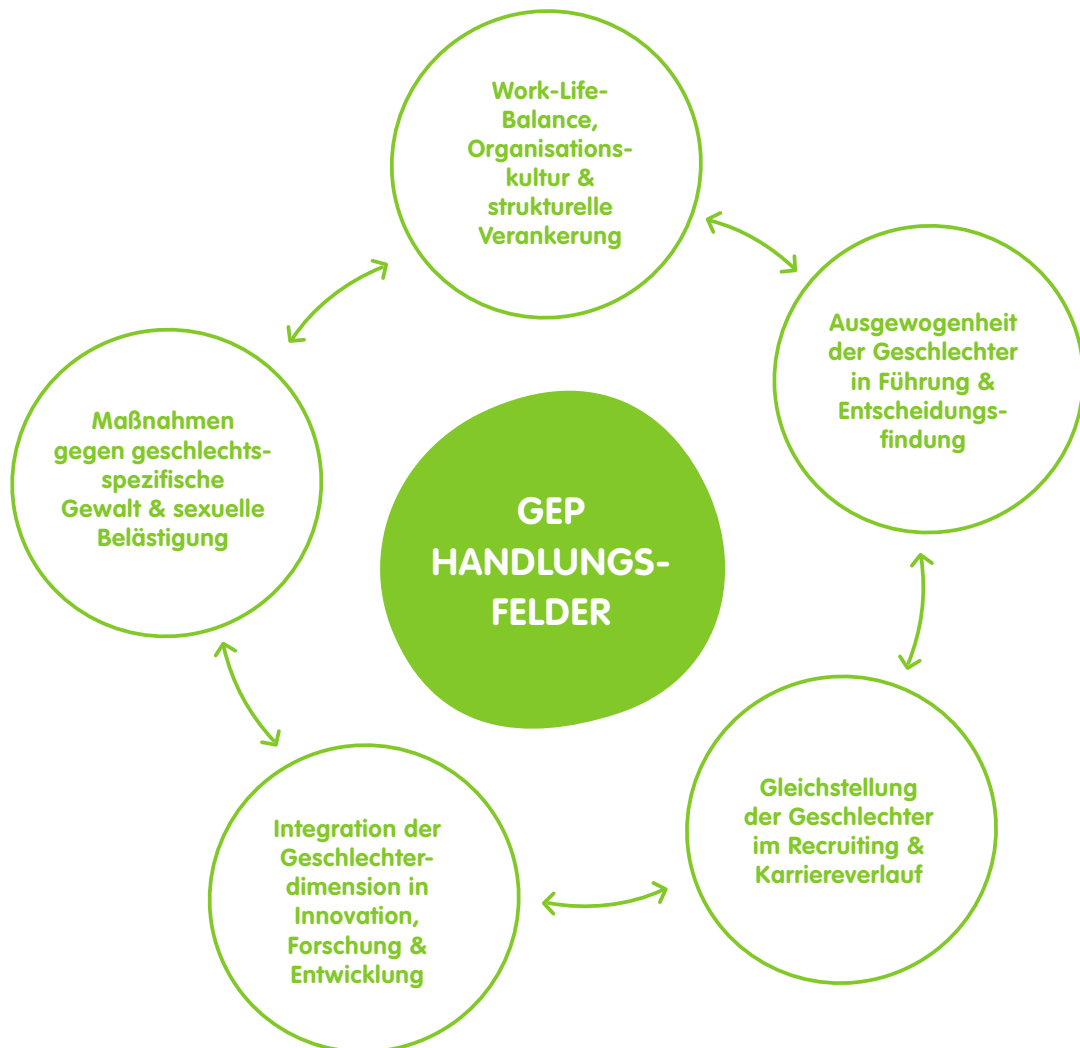 Work-Life-
Balance,
Organisations-
kultur &
strukturelle
Verankerung
Ausgewogenheit
der Geschlechter
in Führung &
Entscheidungs-
findung
Maßnahmen
gegen geschlechts-
spezifische
Gewalt & sexuelle
Belästigung
GEP
HANDLUNGS-
FELDER
Gleichstellung
der Geschlechter
im Recruiting &
Karriereverlauf
Integration der
Geschlechter-
dimension in
Innovation,
Forschung &
Entwicklung